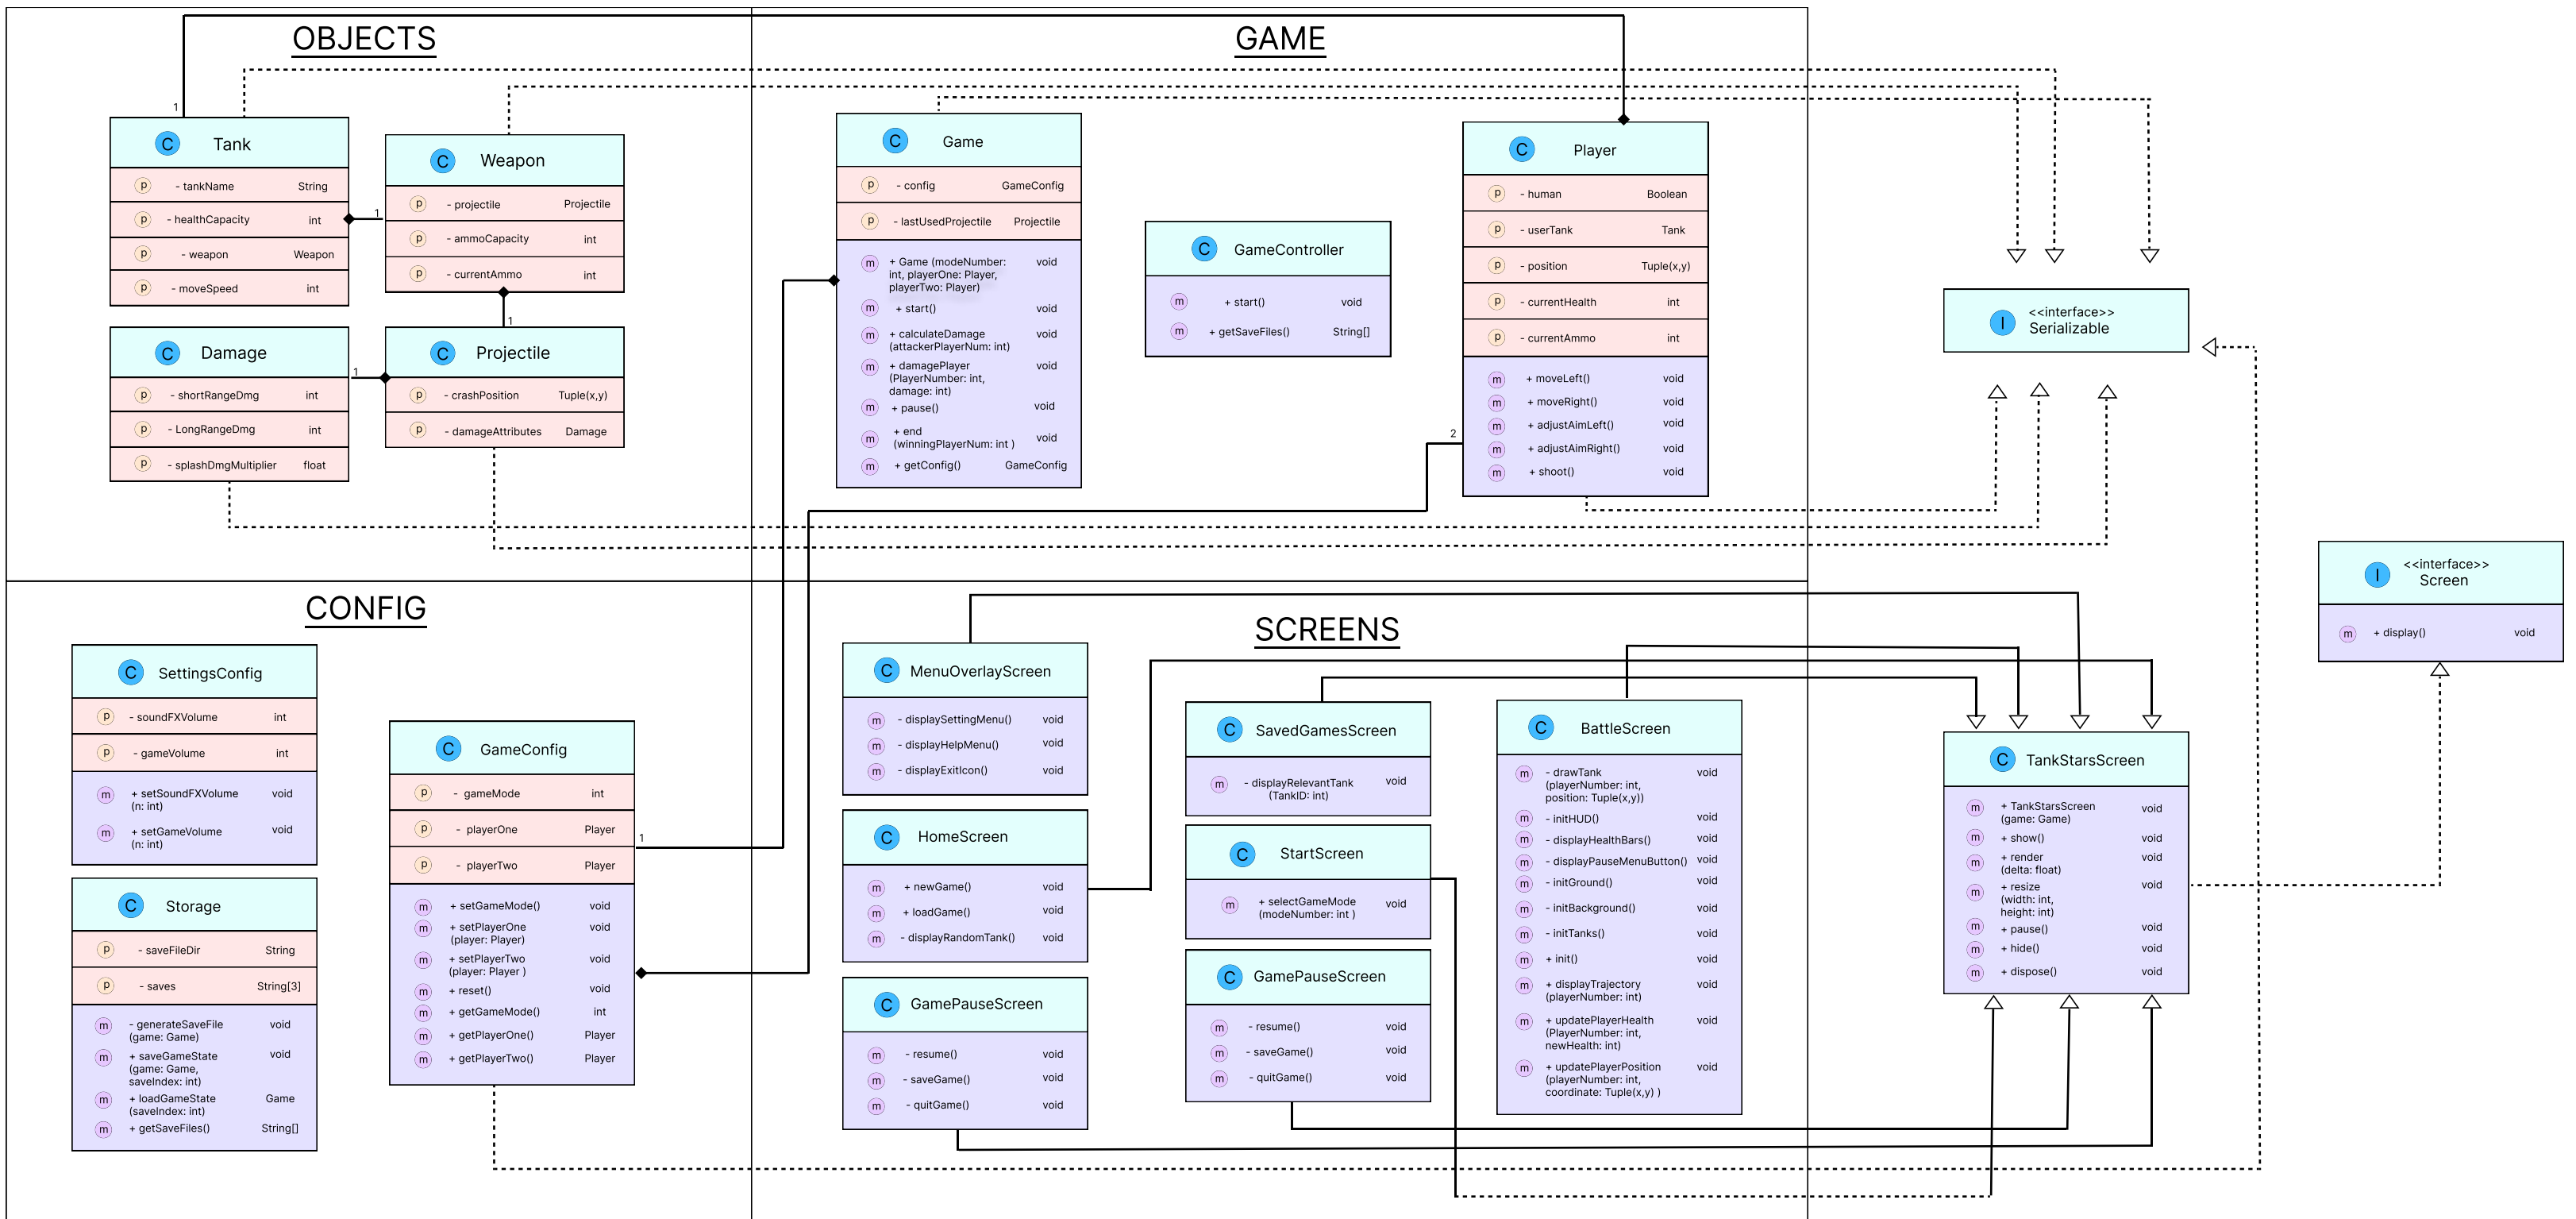 OBJECTS
1
C Tank
p - tankName String
p - healthCapacity int
p - weapon Weapon
p - moveSpeed int
1
C Weapon
p - projectile Projectile
p - ammoCapacity int
p - currentAmmo int
1
C Damage
p - shortRangeDmg int
p - LongRangeDmg int
p - splashDmgMultiplier float
1
C Projectile
p - crashPosition Tuple(x,y)
p - damageAttributes Damage
GAME
C Game
p - config GameConfig
p - lastUsedProjectile Projectile
m + Game (modeNumber: void
int, playerOne: Player,
playerTwo: Player)
m + start() void
m + calculateDamage void
(attackerPlayerNum: int)
m + damagePlayer void
(PlayerNumber: int,
damage: int)
m + pause() void
m + end void
(winningPlayerNum: int )
m + getConfig() GameConfig
C GameController
m + start() void
m + getSaveFiles() String[]
C Player
p - human Boolean
p - userTank Tank
p - position Tuple(x,y)
p - currentHealth int
p - currentAmmo int
m + moveLeft() void
m + moveRight() void
m + adjustAimLeft() void
m + adjustAimRight() void
m + shoot() void
2
I <<interface>>
Serializable
I <<interface>>
Screen
m + display() void
CONFIG
C SettingsConfig
p - soundFXVolume int
p - gameVolume int
m + setSoundFXVolume void
(n: int)
m + setGameVolume void
(n: int)
C Storage
p - saveFileDir String
p - saves String[3]
m - generateSaveFile void
(game: Game)
m + saveGameState void
(game: Game,
saveIndex: int)
m + loadGameState Game
(saveIndex: int)
m + getSaveFiles() String[]
C GameConfig
p - gameMode int
p - playerOne Player
p - playerTwo Player
1
m + setGameMode() void
m + setPlayerOne void
(player: Player)
m + setPlayerTwo void
(player: Player )
m + reset() void
m + getGameMode() int
m + getPlayerOne() Player
m + getPlayerTwo() Player
SCREENS
C MenuOverlayScreen
m - displaySettingMenu() void
m - displayHelpMenu() void
m - displayExitIcon() void
C HomeScreen
m + newGame() void
m + loadGame() void
m - displayRandomTank() void
C GamePauseScreen
m - resume() void
m - saveGame() void
m - quitGame() void
C SavedGamesScreen
m - displayRelevantTank void
(TankID: int)
C StartScreen
m + selectGameMode void
(modeNumber: int )
C GamePauseScreen
m - resume() void
m - saveGame() void
m - quitGame() void
C BattleScreen
m - drawTank void
(playerNumber: int,
position: Tuple(x,y))
m - initHUD() void
m - displayHealthBars() void
m - displayPauseMenuButton() void
m - initGround() void
m - initBackground() void
m - initTanks() void
m + init() void
m + displayTrajectory void
(playerNumber: int)
m + updatePlayerHealth void
(PlayerNumber: int,
newHealth: int)
m + updatePlayerPosition void
(playerNumber: int,
coordinate: Tuple(x,y) )
C TankStarsScreen
m + TankStarsScreen void
(game: Game)
m + show() void
m + render void
(delta: float)
m + resize void
(width: int,
height: int)
m + pause() void
m + hide() void
m + dispose() void